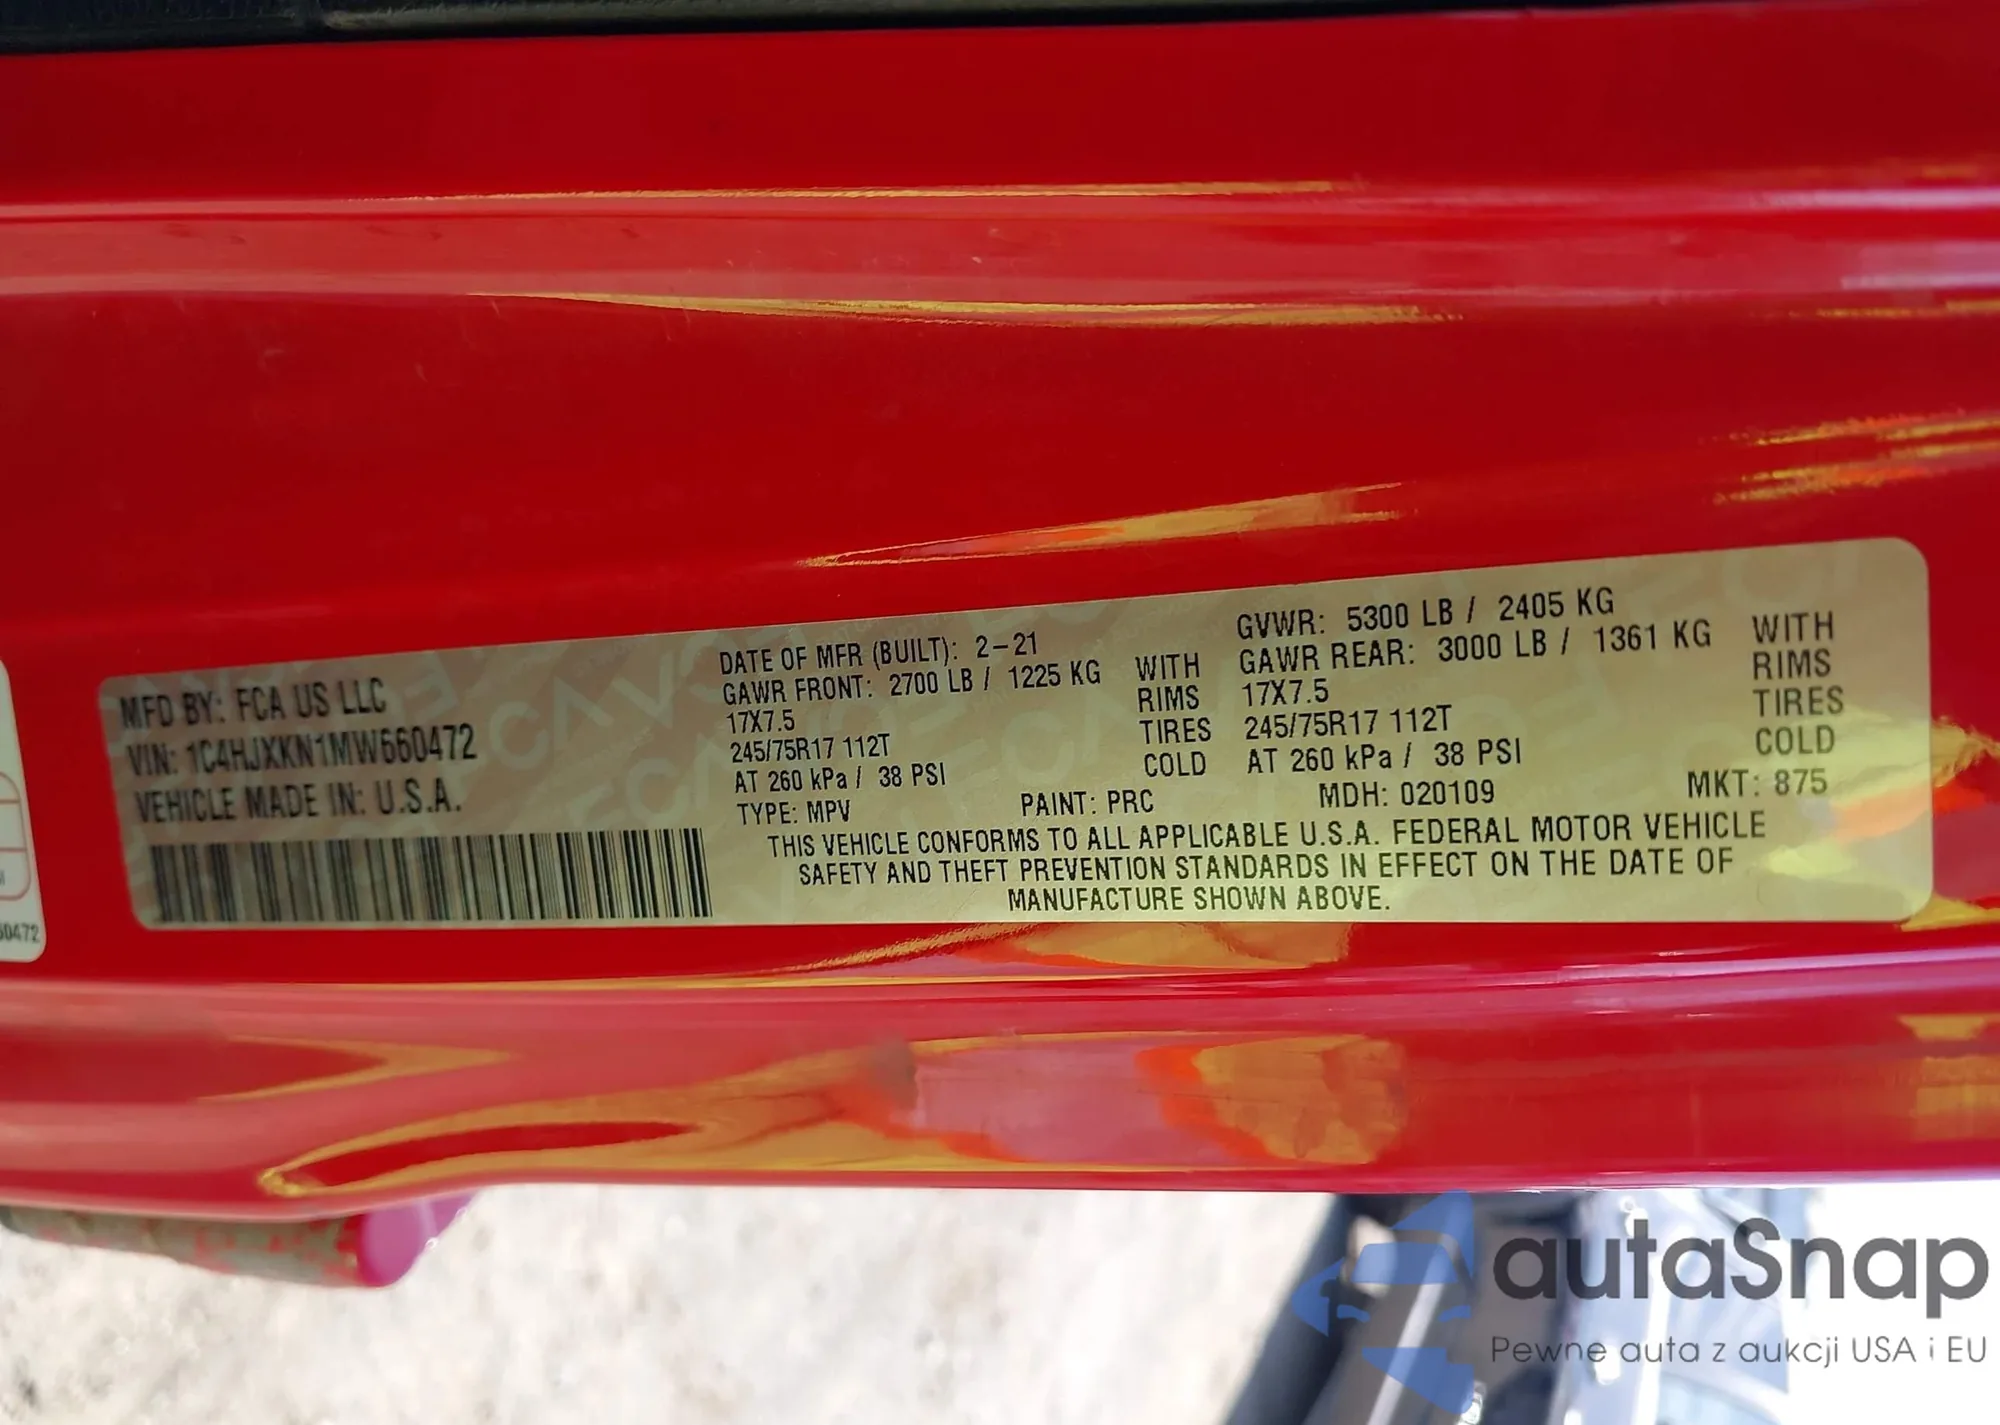 MFD BY: FCA US LLC
VIN: 1C4HJXKN1MW660472
VEHICLE MADE IN: U.S.A.
DATE OF MFR (BUILT): 2-21
GAWR FRONT: 2700 LB / 1225 KG WITH
17X7.5 RIMS
245/75R17 112T TIRES
AT 260 kPa / 38 PSI COLD
GVWR: 5300 LB / 2405 KG
GAWR REAR: 3000 LB / 1361 KG WITH
17X7.5 RIMS
245/75R17 112T TIRES
AT 260 kPa / 38 PSI COLD
TYPE: MPV PAINT: PRC MDH: 020109 MKT: 875
THIS VEHICLE CONFORMS TO ALL APPLICABLE U.S.A. FEDERAL MOTOR VEHICLE
SAFETY AND THEFT PREVENTION STANDARDS IN EFFECT ON THE DATE OF
MANUFACTURE SHOWN ABOVE.
autaSnap
Pewne auta z aukcji USA i EU